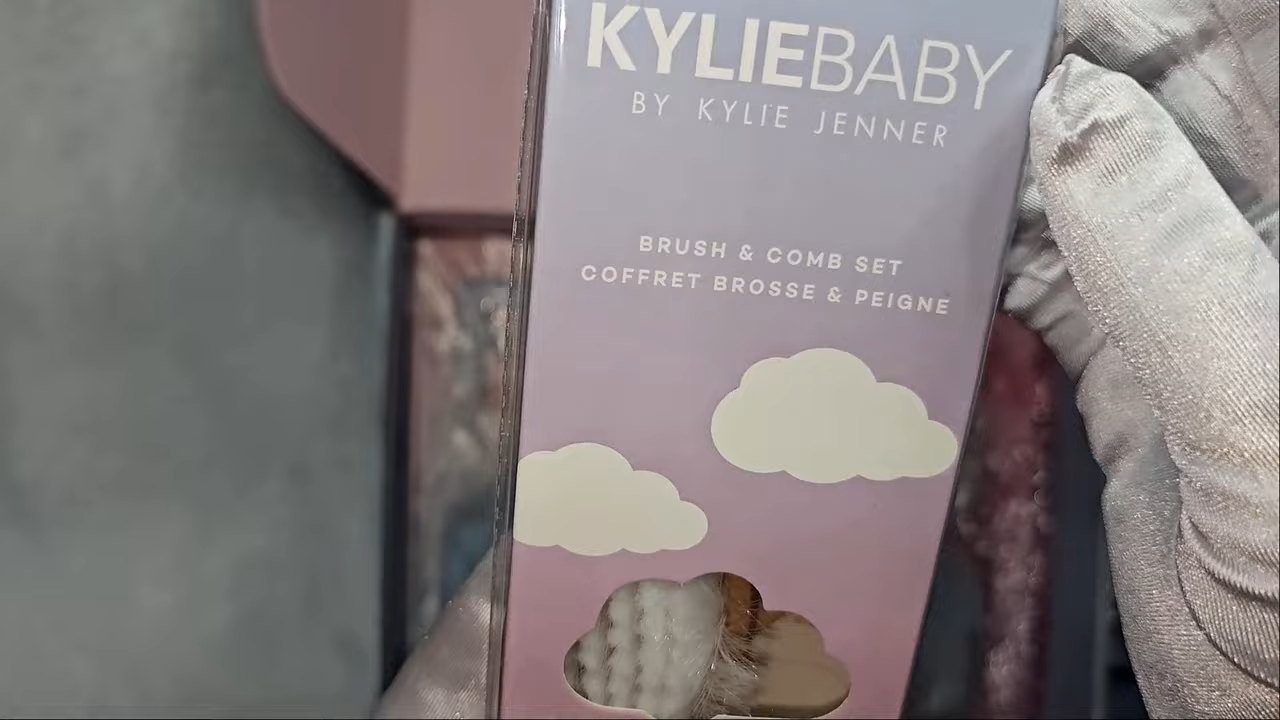 KYLIEBABY
BY KYLIE JENNER
BRUSH & COMB SET
COFFRET BROSSE & PEIGNE